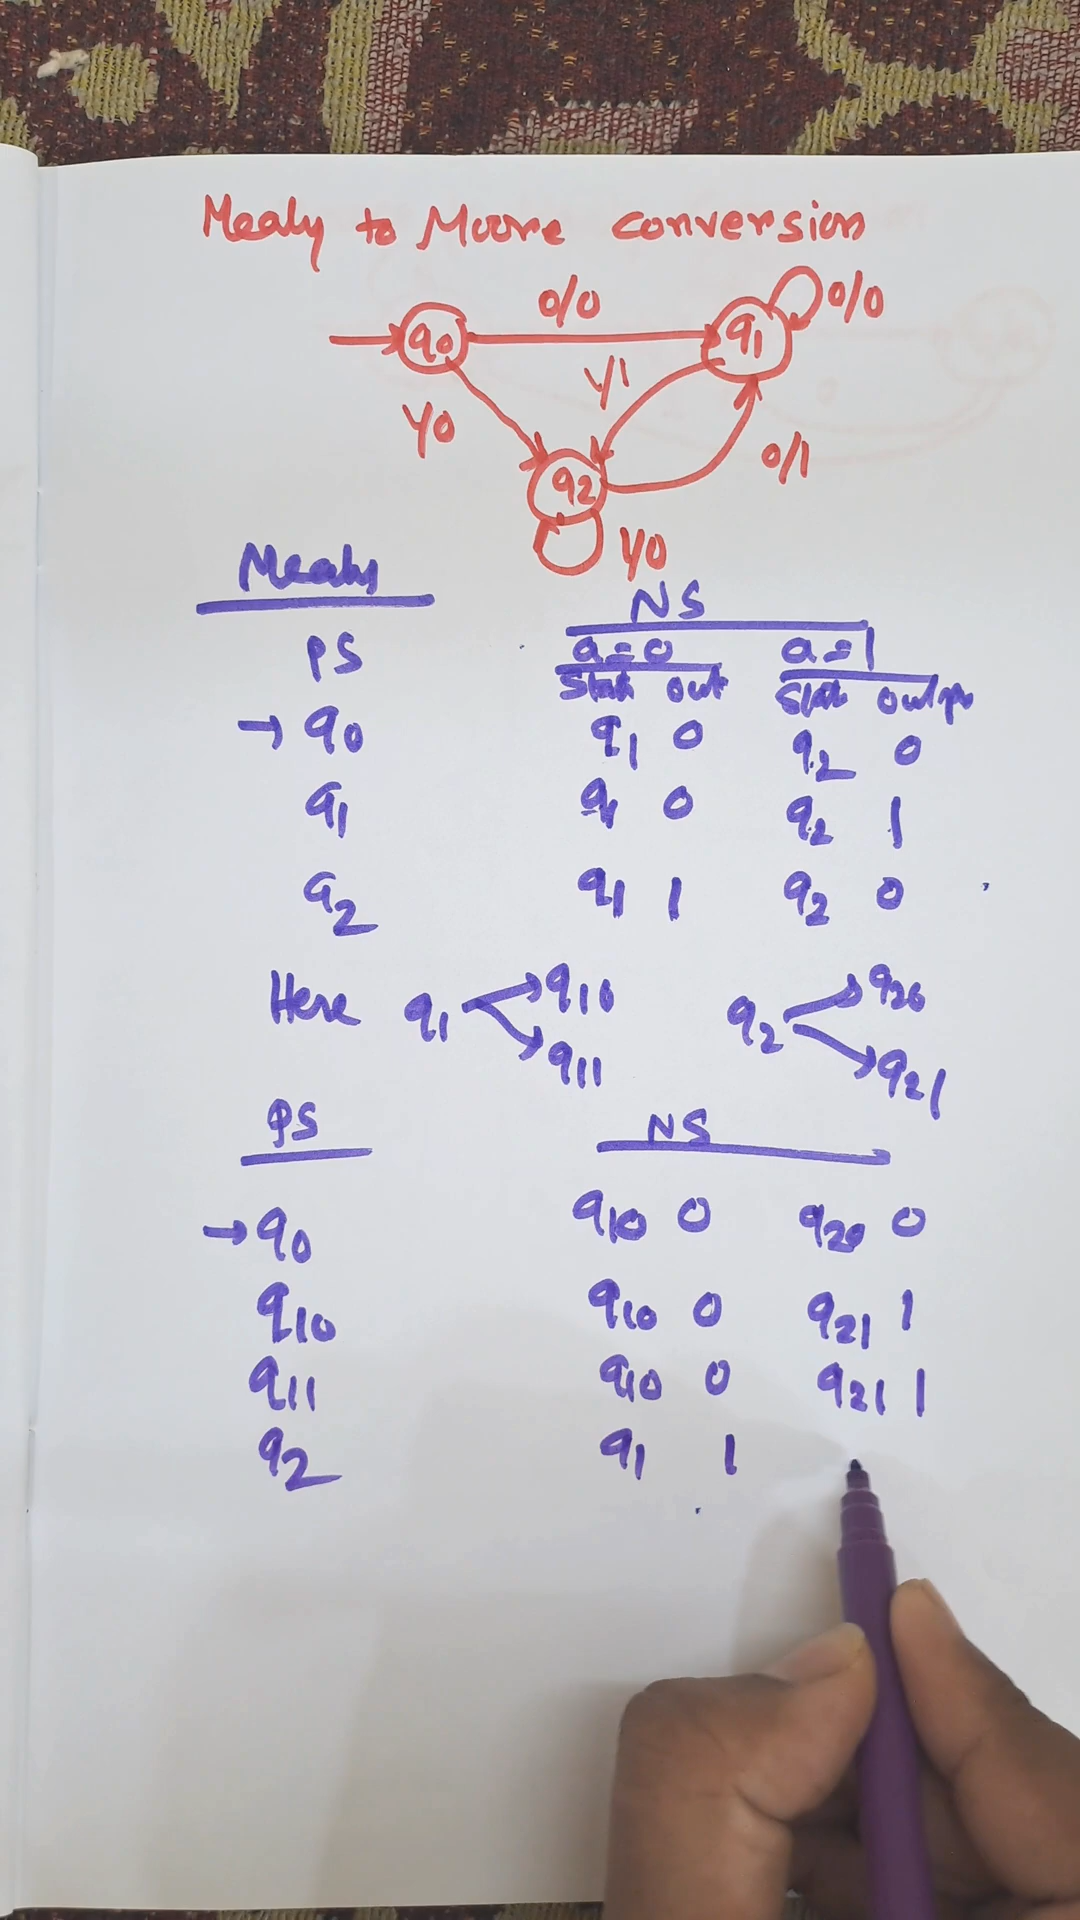 Mealy to Moore conversion
0/0
q0
q1
0/0
1/1
1/0
0/1
q2
1/0
Mealy
NS
PS
a=0 a=1
State out State output
→ q0 q1 0 q2 0
q1 q1 0 q2 1
q2 q1 1 q2 0
Here q1 q10 q2 q20
q11 q21
PS NS
→ q0 q10 0 q20 0
q10 q10 0 q21 1
q11 q10 0 q21 1
q2 q1 1